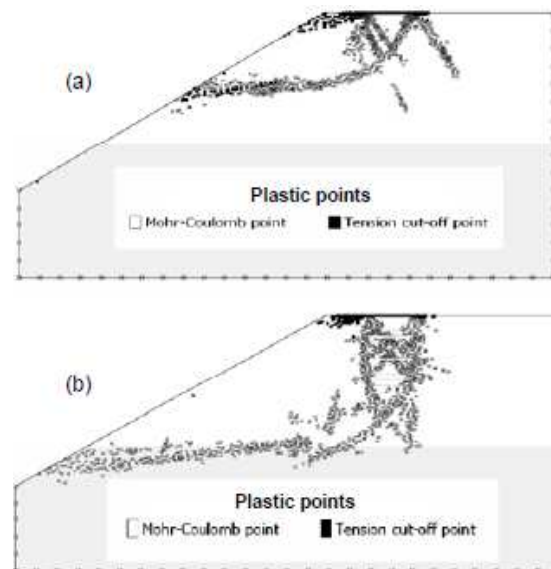 (a)
Plastic points
Mohr-Coulomb point Tension cut-off point
(b)
Plastic points
Mohr-Coulomb point Tension cut-off point